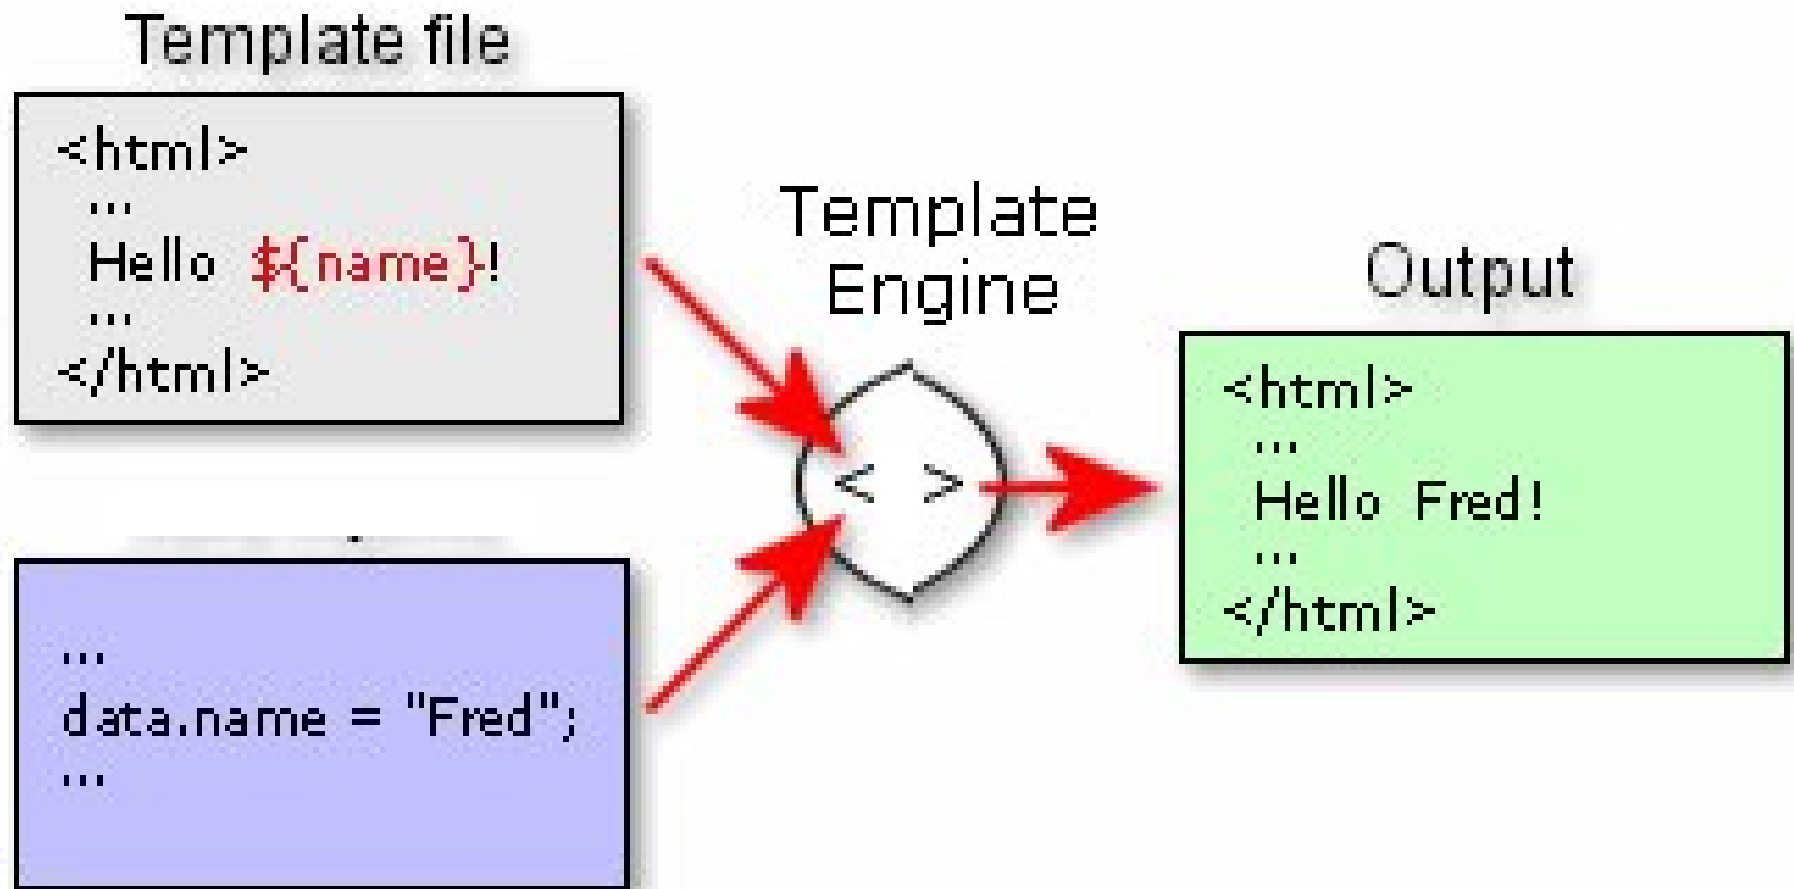 Template file
<html>
...
Hello ${name}!
...
</html>
...
data.name = "Fred";
...
Template
Engine
< >
Output
<html>
...
Hello Fred!
...
</html>